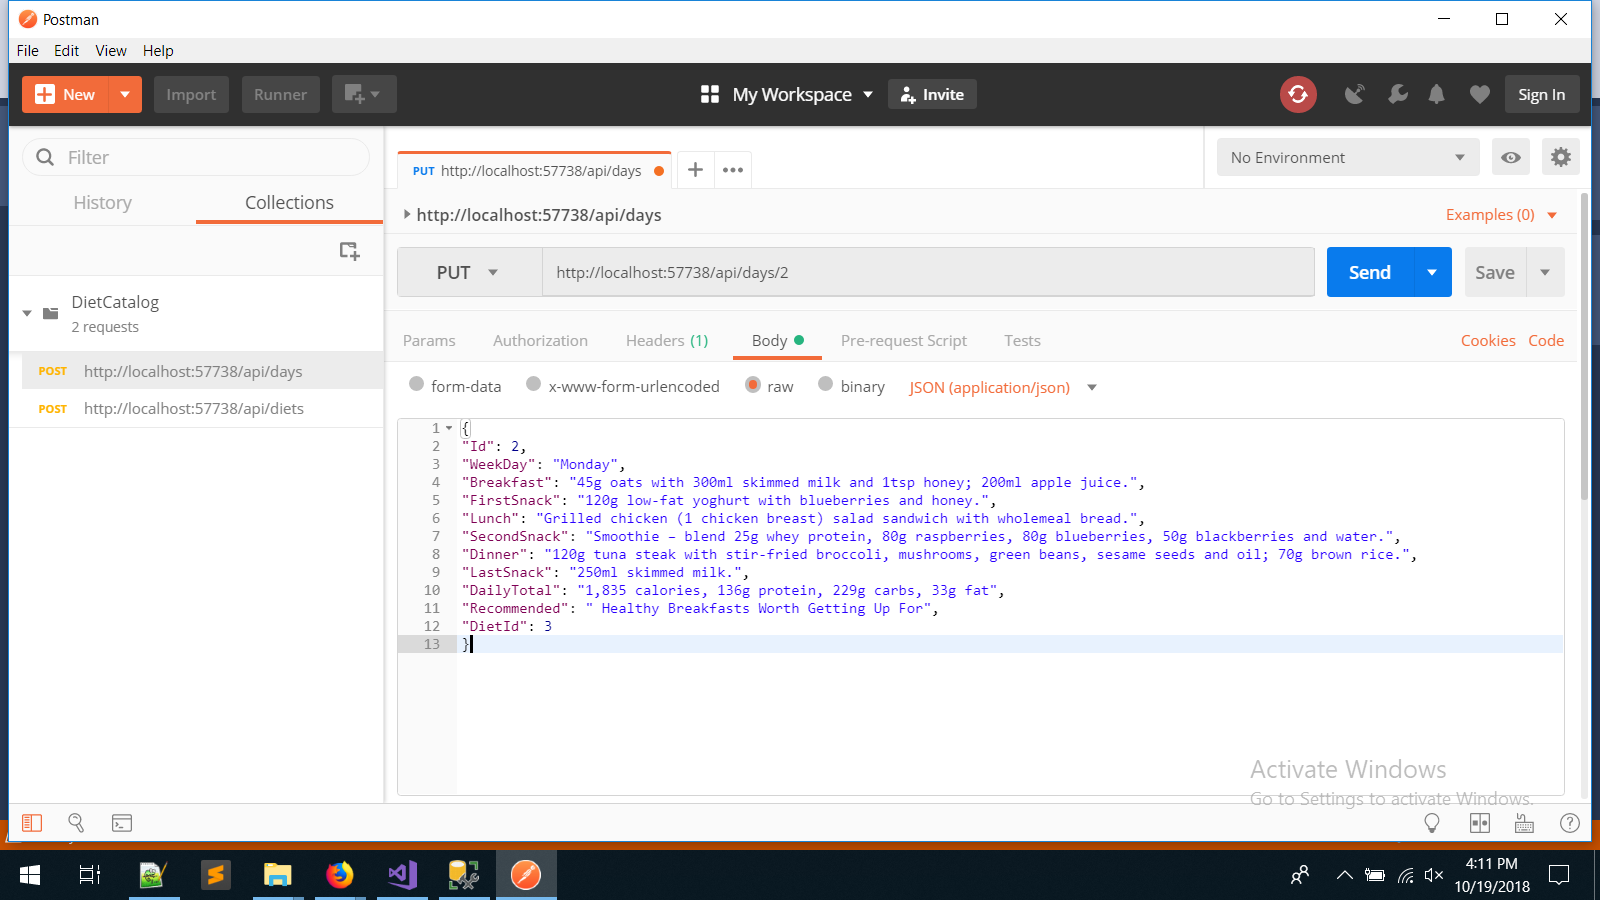 Postman
File Edit View Help
New Import Runner My Workspace Invite Sign In
Filter
History Collections
DietCatalog
2 requests
POST http://localhost:57738/api/days
POST http://localhost:57738/api/diets
PUT http://localhost:57738/api/days
No Environment
http://localhost:57738/api/days
Examples (0)
PUT http://localhost:57738/api/days/2 Send Save
Params Authorization Headers (1) Body Pre-request Script Tests Cookies Code
form-data x-www-form-urlencoded raw binary JSON (application/json)
1 {
2 "Id": 2,
3 "WeekDay": "Monday",
4 "Breakfast": "45g oats with 300ml skimmed milk and 1tsp honey; 200ml apple juice.",
5 "FirstSnack": "120g low-fat yoghurt with blueberries and honey.",
6 "Lunch": "Grilled chicken (1 chicken breast) salad sandwich with wholemeal bread.",
7 "SecondSnack": "Smoothie – blend 25g whey protein, 80g raspberries, 80g blueberries, 50g blackberries and water.",
8 "Dinner": "120g tuna steak with stir-fried broccoli, mushrooms, green beans, sesame seeds and oil; 70g brown rice.",
9 "LastSnack": "250ml skimmed milk.",
10 "DailyTotal": "1,835 calories, 136g protein, 229g carbs, 33g fat",
11 "Recommended": " Healthy Breakfasts Worth Getting Up For",
12 "DietId": 3
13 }
Activate Windows
Go to Settings to activate Windows.
4:11 PM
10/19/2018